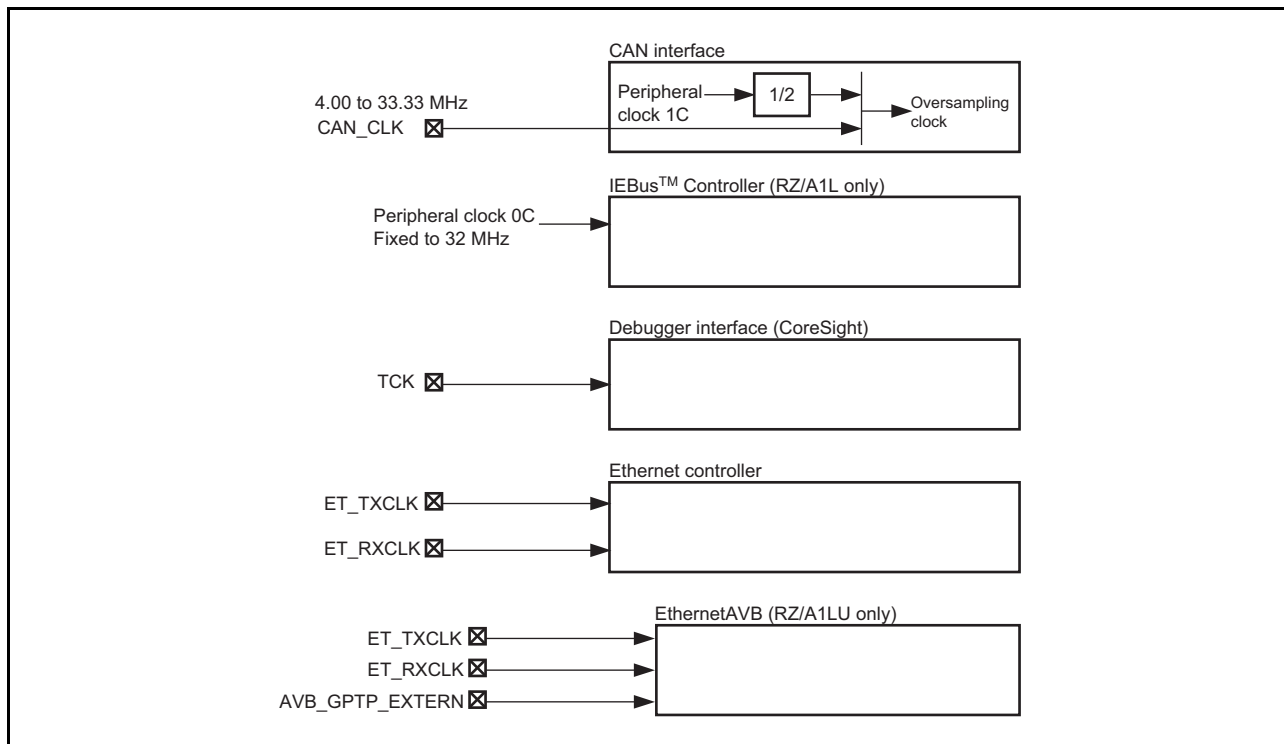 CAN interface
Peripheral
clock 1C
1/2
Oversampling
clock
4.00 to 33.33 MHz
CAN_CLK
IEBusTM Controller (RZ/A1L only)
Peripheral clock 0C
Fixed to 32 MHz
Debugger interface (CoreSight)
TCK
Ethernet controller
ET_TXCLK
ET_RXCLK
EthernetAVB (RZ/A1LU only)
ET_TXCLK
ET_RXCLK
AVB_GPTP_EXTERN